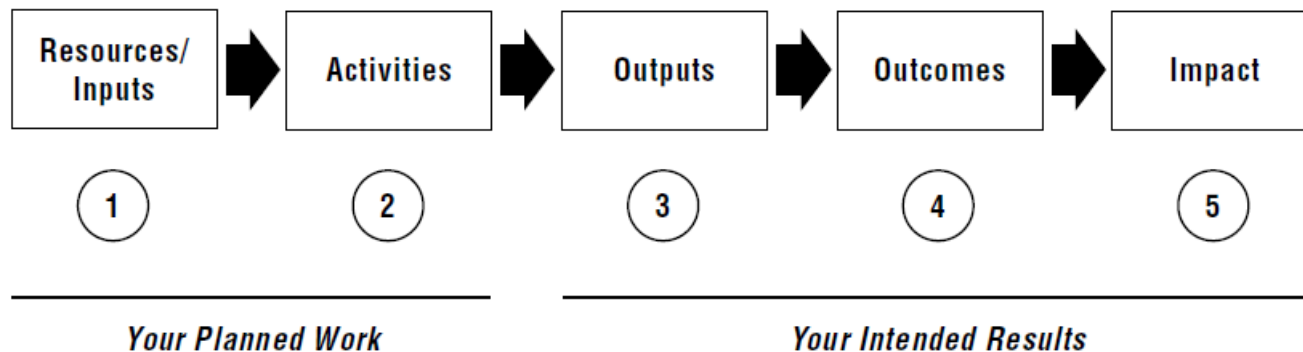 Resources/
Inputs
Activities
Outputs
Outcomes
Impact
1
2
3
4
5
Your Planned Work
Your Intended Results